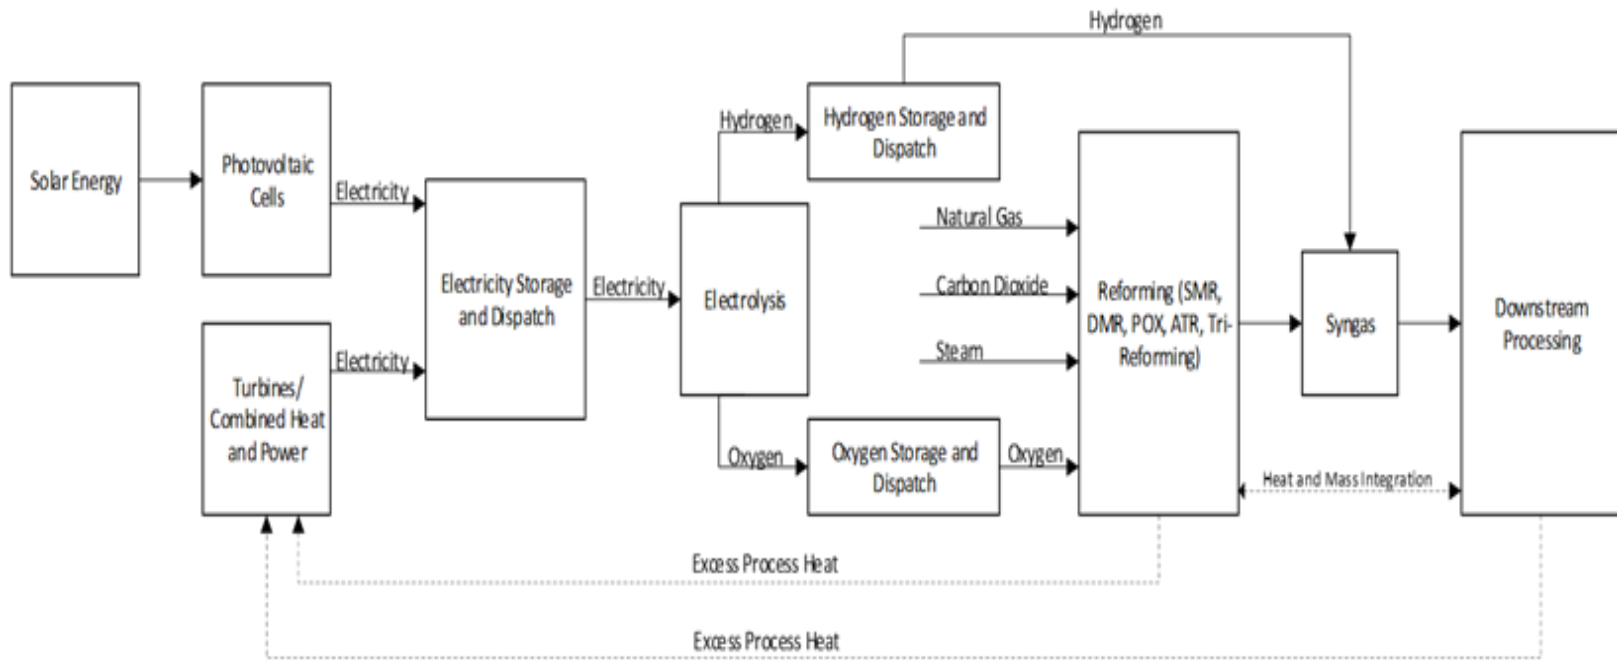 Hydrogen
Solar Energy
Photovoltaic
Cells
Electricity
Turbines/
Combined Heat
and Power
Electricity
Electricity Storage
and Dispatch
Electricity
Electrolysis
Hydrogen
Hydrogen Storage and
Dispatch
Natural Gas
Carbon Dioxide
Steam
Oxygen
Oxygen Storage and
Dispatch
Oxygen
Reforming (SMR,
DMR, POX, ATR, Tri-
Reforming)
Syngas
Heat and Mass Integration
Downstream
Processing
Excess Process Heat
Excess Process Heat